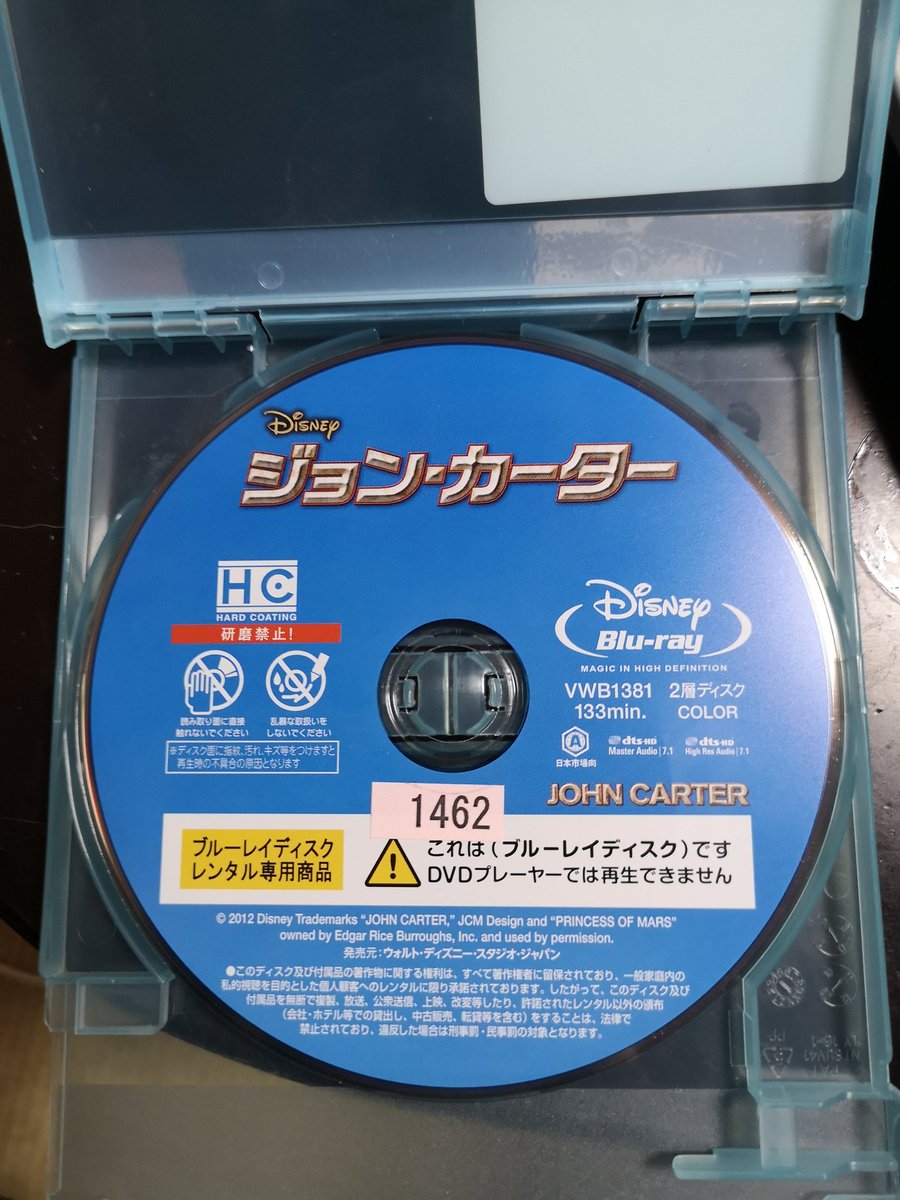 Disney
ジョン・カーター
HC
HARD COATING
研磨禁止!
読み取り面に直接
触れないでください
乱暴な取扱いを
しないでください
※ディスク面に指紋、汚れ、キズ等をつけますと
再生時の不具合の原因となります
Disney
Blu-ray
MAGIC IN HIGH DEFINITION
VWB1381 2層ディスク
133min. COLOR
A
日本市場向
dts-HD
Master Audio | 7.1
dts-HD
High Res Audio | 7.1
JOHN CARTER
1462
ブルーレイディスク
レンタル専用商品
これは(ブルーレイディスク)です
DVDプレーヤーでは再生できません
© 2012 Disney Trademarks “JOHN CARTER,” JCM Design and “PRINCESS OF MARS”
owned by Edgar Rice Burroughs, Inc. and used by permission.
発売元:ウォルト・ディズニー・スタジオ・ジャパン
●このディスク及び付属品の著作物に関する権利は、すべて著作権者に留保されており、一般家庭内の
私的視聴を目的とした個人顧客へのレンタルに限り承諾されております。したがって、このディスク及び
付属品を無断で複製、放送、公衆送信、上映、改変等したり、許諾されたレンタル以外の頒布
(会社・ホテル等での貸出し、中古販売、転貸等を含む)をすることは、法律で
禁止されており、違反した場合は刑事罰・民事罰の対象となります。